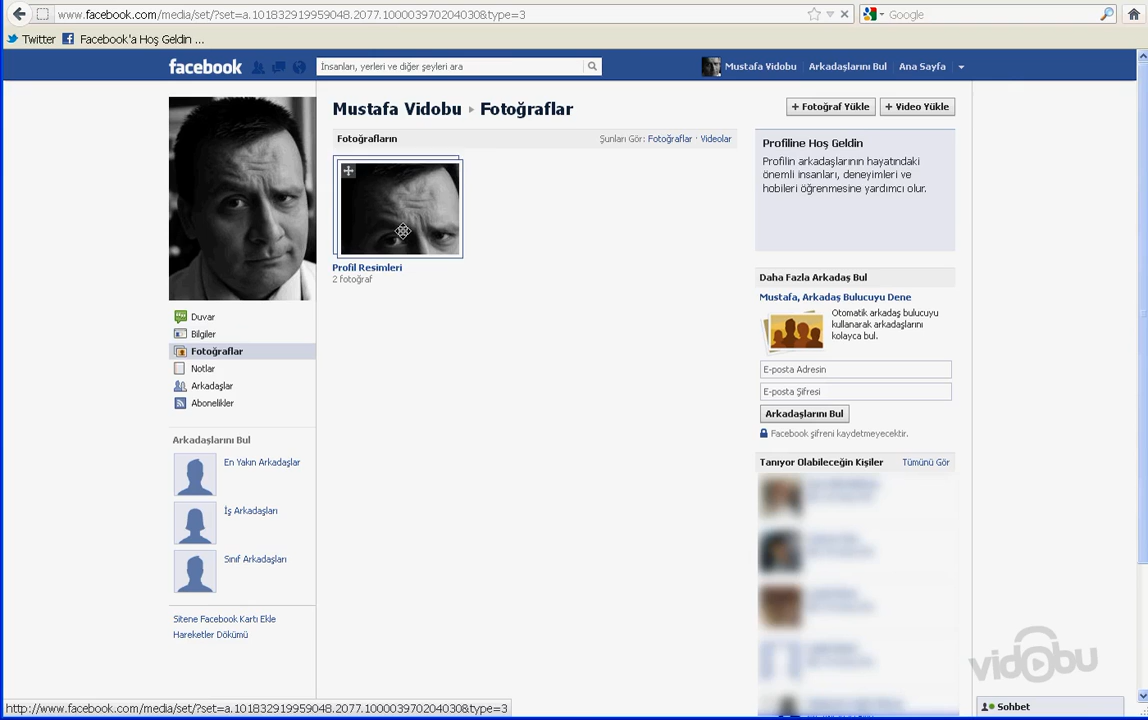 www.facebook.com/media/set/?set=a.101832919959048.2077.100003970204030&type=3
Google
Twitter
Facebook'a Hoş Geldin ...
facebook
İnsanları, yerleri ve diğer şeyleri ara
Mustafa Vidobu
Arkadaşlarını Bul
Ana Sayfa
Mustafa Vidobu ▸ Fotoğraflar
+ Fotoğraf Yükle
+ Video Yükle
Fotoğrafların
Şunları Gör: Fotoğraflar · Videolar
Profil Resimleri
2 fotoğraf
Duvar
Bilgiler
Fotoğraflar
Notlar
Arkadaşlar
Abonelikler
Arkadaşlarını Bul
En Yakın Arkadaşlar
İş Arkadaşları
Sınıf Arkadaşları
Sitene Facebook Kartı Ekle
Hareketler Dökümü
Profiline Hoş Geldin
Profilin arkadaşlarının hayatındaki
önemli insanları, deneyimleri ve
hobileri öğrenmesine yardımcı olur.
Daha Fazla Arkadaş Bul
Mustafa, Arkadaş Bulucuyu Dene
Otomatik arkadaş bulucuyu
kullanarak arkadaşlarını
kolayca bul.
E-posta Adresin
E-posta Şifresi
Arkadaşlarını Bul
Facebook şifreni kaydetmeyecektir.
Tanıyor Olabileceğin Kişiler
Tümünü Gör
vidobu
Sohbet
http://www.facebook.com/media/set/?set=a.101832919959048.2077.100003970204030&type=3